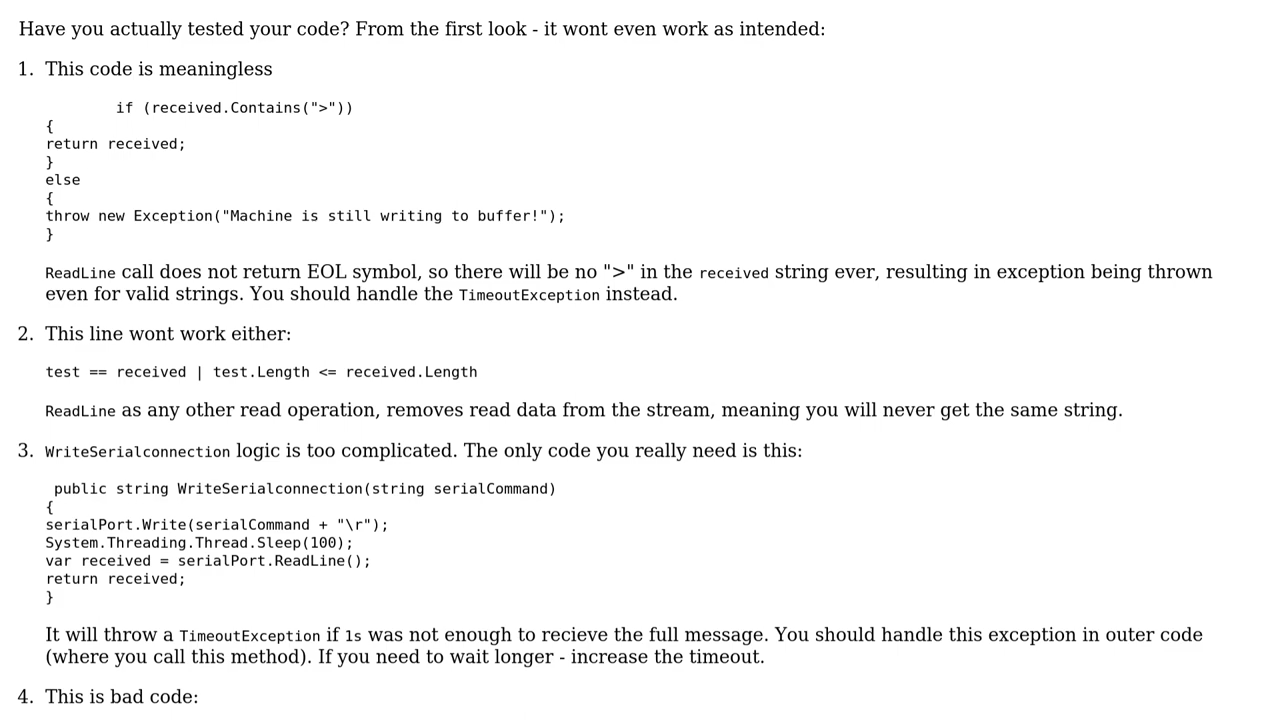 Have you actually tested your code? From the first look - it wont even work as intended:
1. This code is meaningless
if (received.Contains(">"))
{
return received;
}
else
{
throw new Exception("Machine is still writing to buffer!");
}
ReadLine call does not return EOL symbol, so there will be no ">" in the received string ever, resulting in exception being thrown
even for valid strings. You should handle the TimeoutException instead.
2. This line wont work either:
test == received | test.Length <= received.Length
ReadLine as any other read operation, removes read data from the stream, meaning you will never get the same string.
3. WriteSerialconnection logic is too complicated. The only code you really need is this:
public string WriteSerialconnection(string serialCommand)
{
serialPort.Write(serialCommand + "\r");
System.Threading.Thread.Sleep(100);
var received = serialPort.ReadLine();
return received;
}
It will throw a TimeoutException if 1s was not enough to recieve the full message. You should handle this exception in outer code
(where you call this method). If you need to wait longer - increase the timeout.
4. This is bad code: